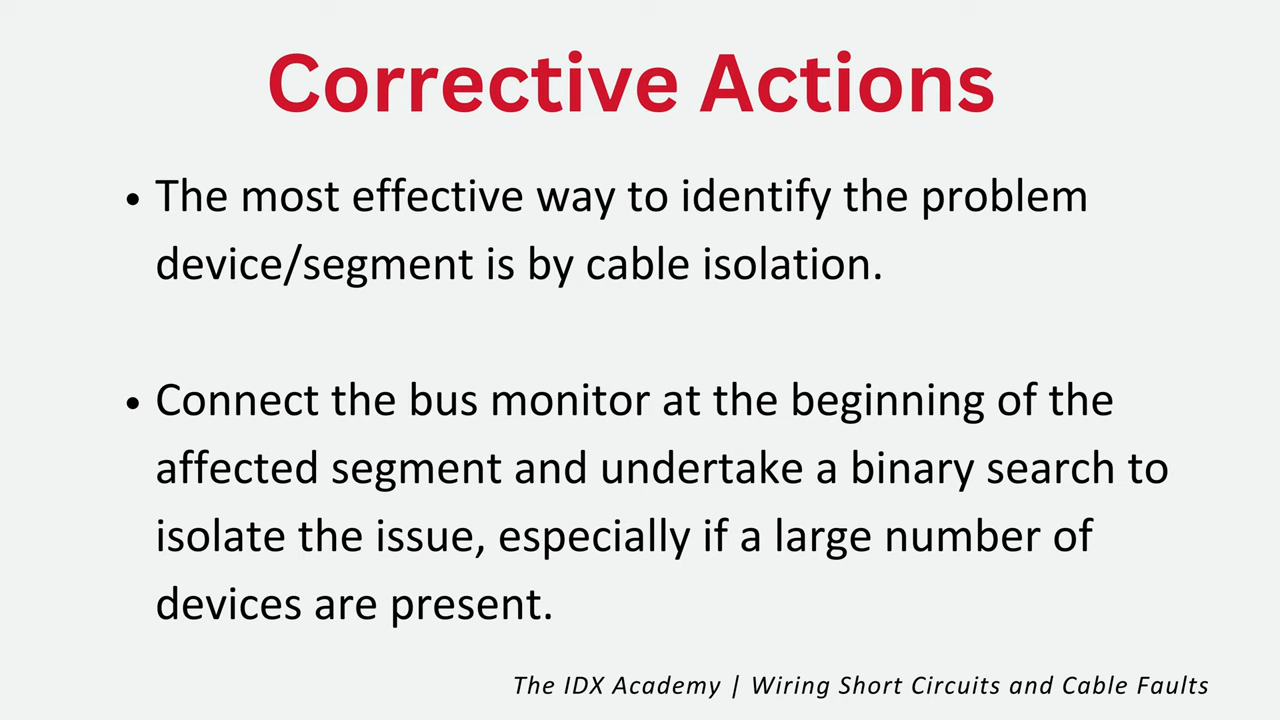 Corrective Actions
• The most effective way to identify the problem
device/segment is by cable isolation.
• Connect the bus monitor at the beginning of the
affected segment and undertake a binary search to
isolate the issue, especially if a large number of
devices are present.
The IDX Academy | Wiring Short Circuits and Cable Faults